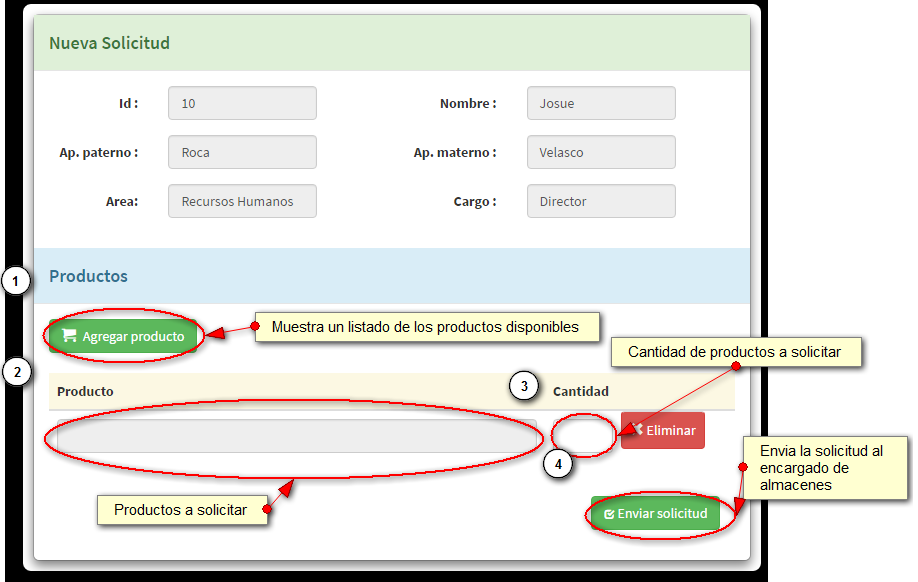 Nueva Solicitud
Id : 10 Nombre : Josue
Ap. paterno : Roca Ap. materno : Velasco
Area: Recursos Humanos Cargo : Director
1 Productos
Agregar producto Muestra un listado de los productos disponibles
Cantidad de productos a solicitar
2
Producto 3 Cantidad
Eliminar
4
Envia la solicitud al
encargado de
almacenes
Productos a solicitar
Enviar solicitud